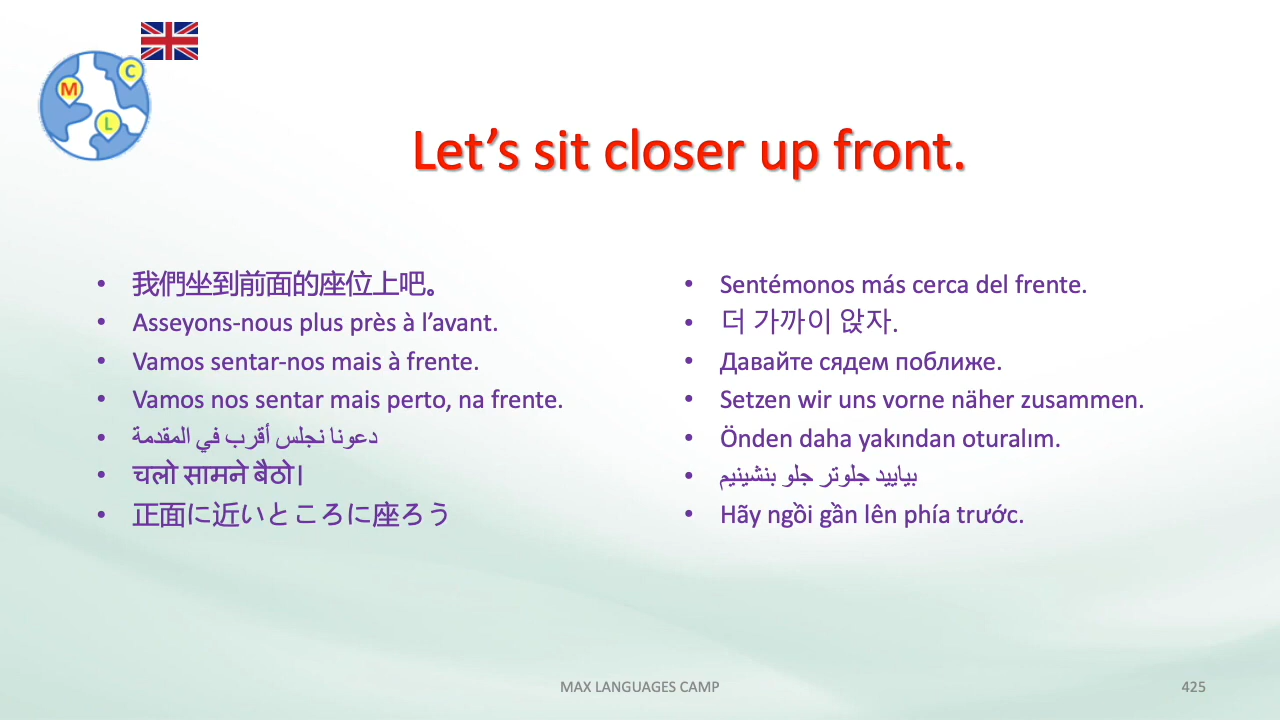 C
M
L
Let’s sit closer up front.
我們坐到前面的座位上吧。
Asseyons-nous plus près à l’avant.
Vamos sentar-nos mais à frente.
Vamos nos sentar mais perto, na frente.
دعونا نجلس أقرب في المقدمة
चलो सामने बैठो।
正面に近いところに座ろう
Sentémonos más cerca del frente.
더 가까이 앉자.
Давайте сядем поближе.
Setzen wir uns vorne näher zusammen.
Önden daha yakından oturalım.
بیایید جلوتر جلو بنشینیم
Hãy ngồi gần lên phía trước.
MAX LANGUAGES CAMP
425